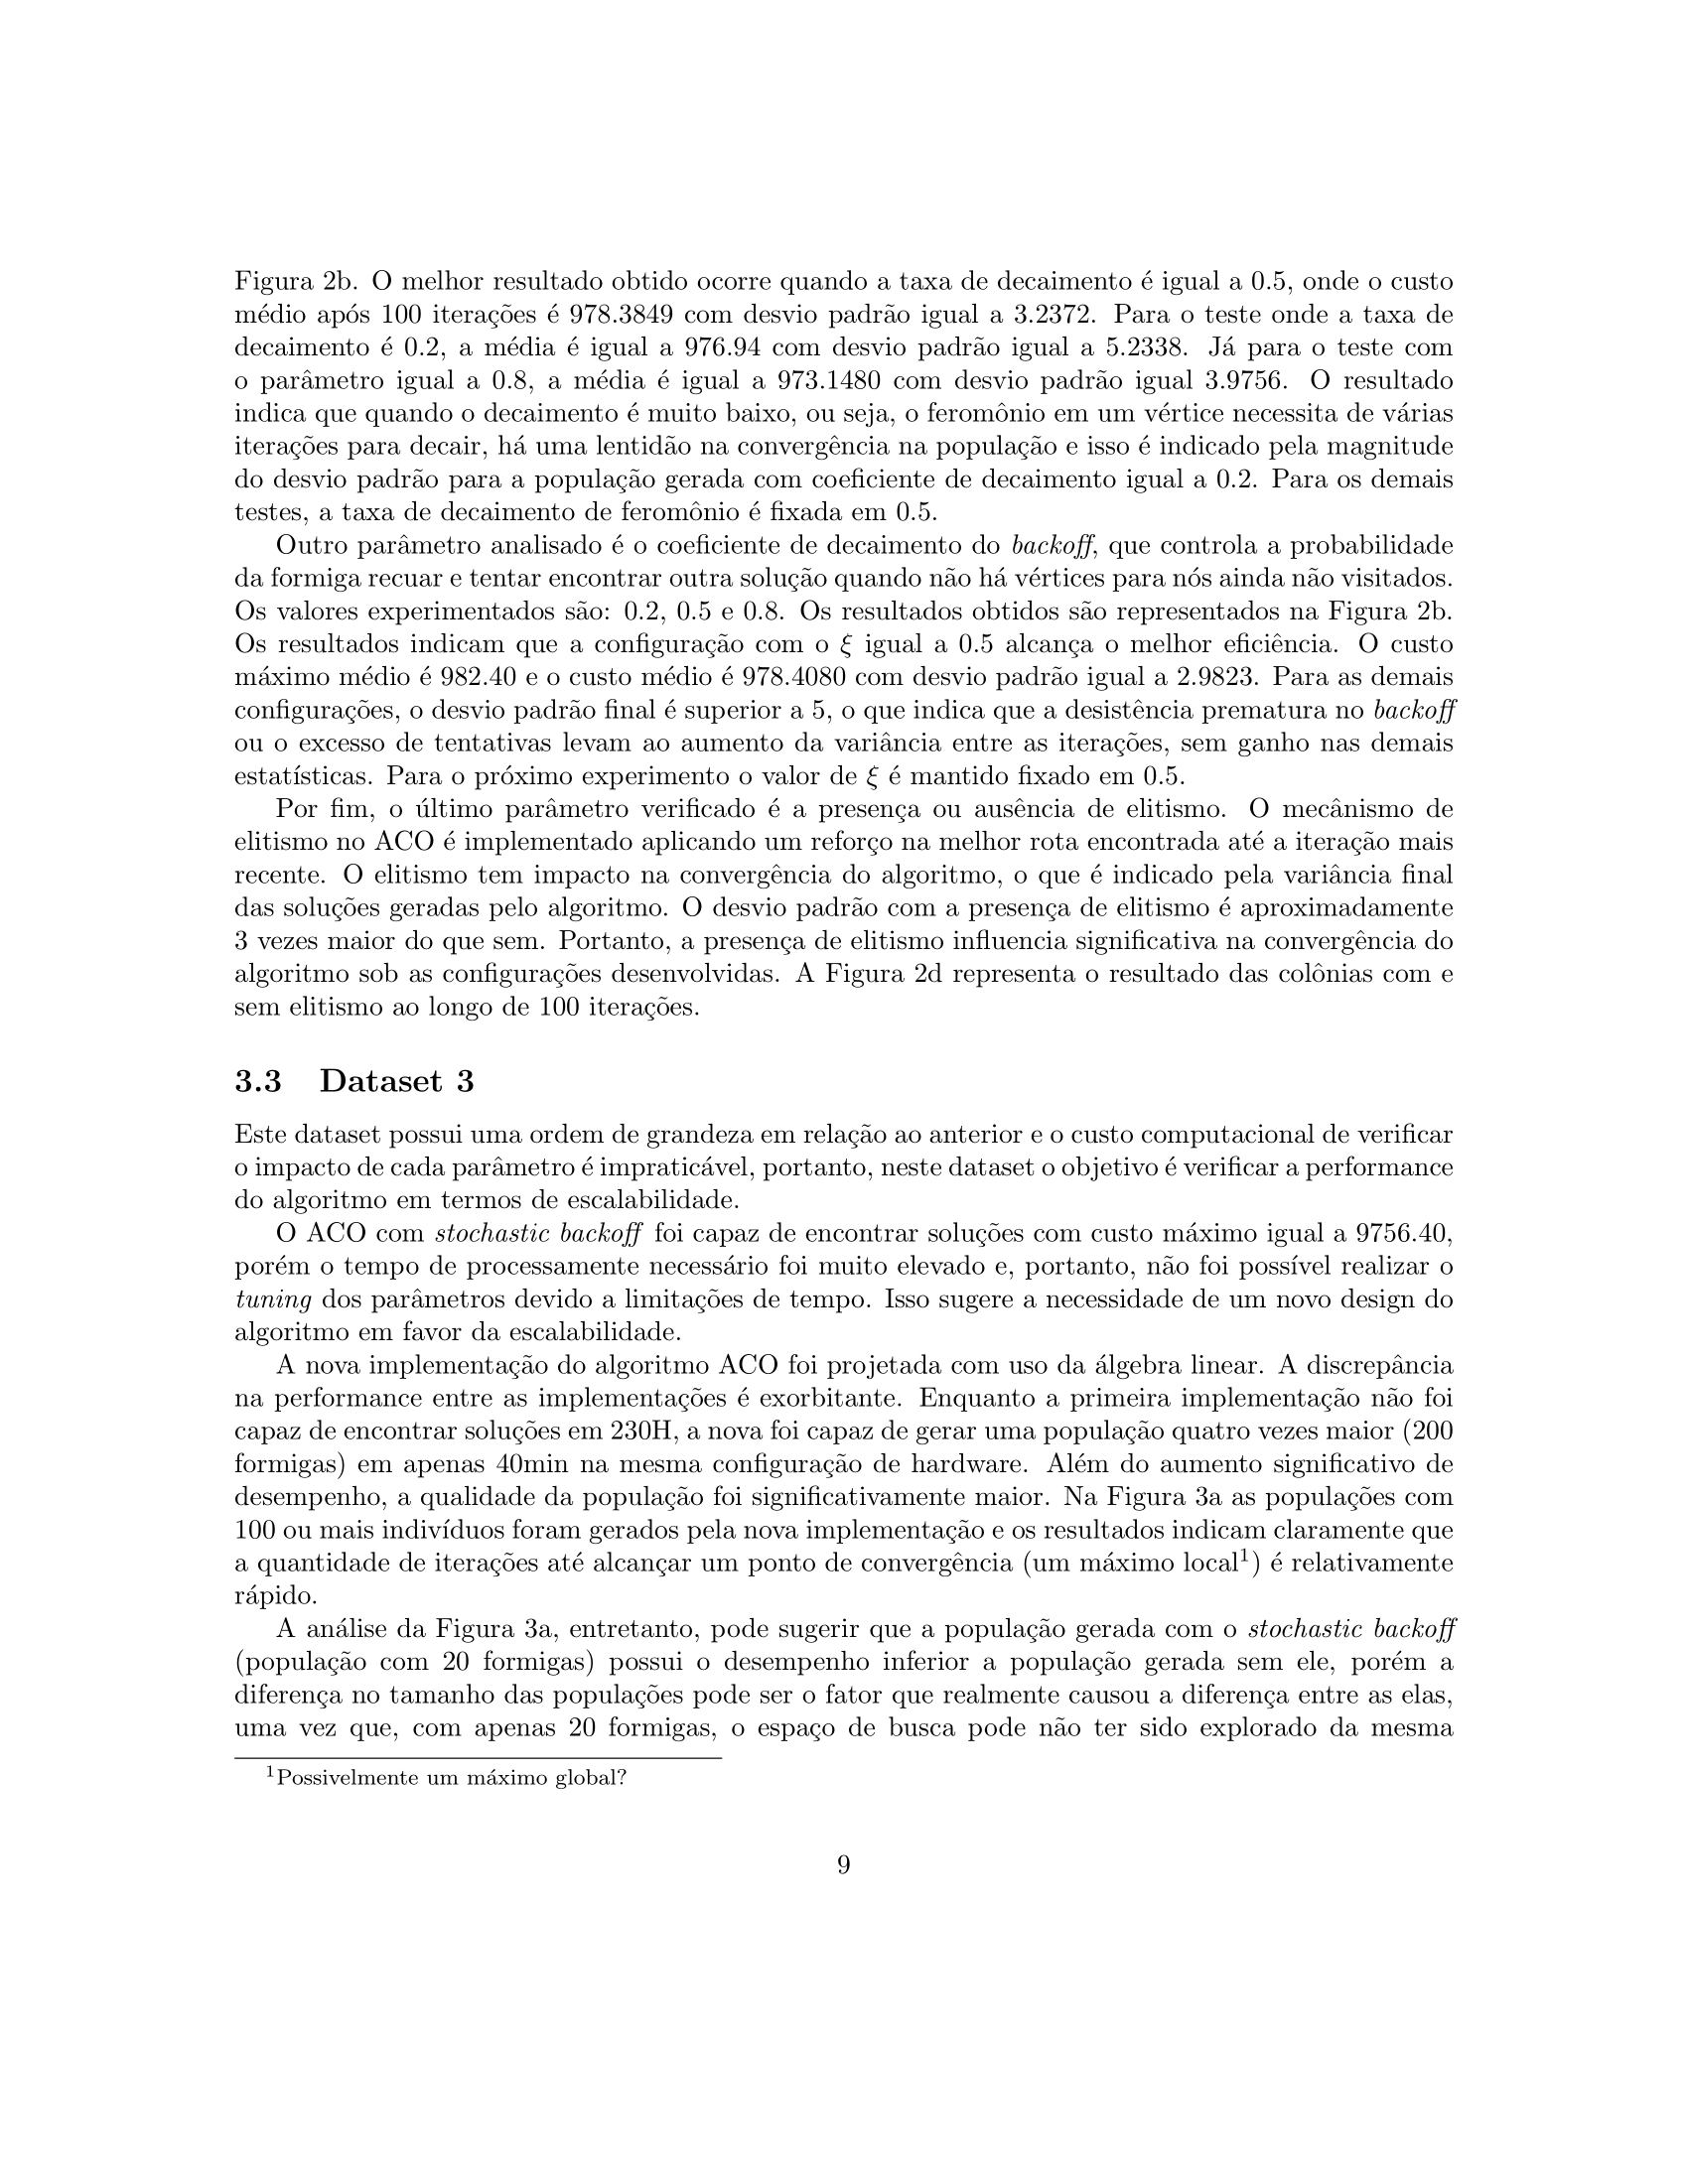 Figura 2b. O melhor resultado obtido ocorre quando a taxa de decaimento é igual a 0.5, onde o custo
médio após 100 iterações é 978.3849 com desvio padrão igual a 3.2372. Para o teste onde a taxa de
decaimento é 0.2, a média é igual a 976.94 com desvio padrão igual a 5.2338. Já para o teste com
o parâmetro igual a 0.8, a média é igual a 973.1480 com desvio padrão igual 3.9756. O resultado
indica que quando o decaimento é muito baixo, ou seja, o feromônio em um vértice necessita de várias
iterações para decair, há uma lentidão na convergência na população e isso é indicado pela magnitude
do desvio padrão para a população gerada com coeficiente de decaimento igual a 0.2. Para os demais
testes, a taxa de decaimento de feromônio é fixada em 0.5.
Outro parâmetro analisado é o coeficiente de decaimento do backoff, que controla a probabilidade
da formiga recuar e tentar encontrar outra solução quando não há vértices para nós ainda não visitados.
Os valores experimentados são: 0.2, 0.5 e 0.8. Os resultados obtidos são representados na Figura 2b.
Os resultados indicam que a configuração com o ξ igual a 0.5 alcança o melhor eficiência. O custo
máximo médio é 982.40 e o custo médio é 978.4080 com desvio padrão igual a 2.9823. Para as demais
configurações, o desvio padrão final é superior a 5, o que indica que a desistência prematura no backoff
ou o excesso de tentativas levam ao aumento da variância entre as iterações, sem ganho nas demais
estatísticas. Para o próximo experimento o valor de ξ é mantido fixado em 0.5.
Por fim, o último parâmetro verificado é a presença ou ausência de elitismo. O mecânismo de
elitismo no ACO é implementado aplicando um reforço na melhor rota encontrada até a iteração mais
recente. O elitismo tem impacto na convergência do algoritmo, o que é indicado pela variância final
das soluções geradas pelo algoritmo. O desvio padrão com a presença de elitismo é aproximadamente
3 vezes maior do que sem. Portanto, a presença de elitismo influencia significativa na convergência do
algoritmo sob as configurações desenvolvidas. A Figura 2d representa o resultado das colônias com e
sem elitismo ao longo de 100 iterações.
3.3 Dataset 3
Este dataset possui uma ordem de grandeza em relação ao anterior e o custo computacional de verificar
o impacto de cada parâmetro é impraticável, portanto, neste dataset o objetivo é verificar a performance
do algoritmo em termos de escalabilidade.
O ACO com stochastic backoff foi capaz de encontrar soluções com custo máximo igual a 9756.40,
porém o tempo de processamente necessário foi muito elevado e, portanto, não foi possível realizar o
tuning dos parâmetros devido a limitações de tempo. Isso sugere a necessidade de um novo design do
algoritmo em favor da escalabilidade.
A nova implementação do algoritmo ACO foi projetada com uso da álgebra linear. A discrepância
na performance entre as implementações é exorbitante. Enquanto a primeira implementação não foi
capaz de encontrar soluções em 230H, a nova foi capaz de gerar uma população quatro vezes maior (200
formigas) em apenas 40min na mesma configuração de hardware. Além do aumento significativo de
desempenho, a qualidade da população foi significativamente maior. Na Figura 3a as populações com
100 ou mais indivíduos foram gerados pela nova implementação e os resultados indicam claramente que
a quantidade de iterações até alcançar um ponto de convergência (um máximo local¹) é relativamente
rápido.
A análise da Figura 3a, entretanto, pode sugerir que a população gerada com o stochastic backoff
(população com 20 formigas) possui o desempenho inferior a população gerada sem ele, porém a
diferença no tamanho das populações pode ser o fator que realmente causou a diferença entre as elas,
uma vez que, com apenas 20 formigas, o espaço de busca pode não ter sido explorado da mesma
¹Possivelmente um máximo global?
9